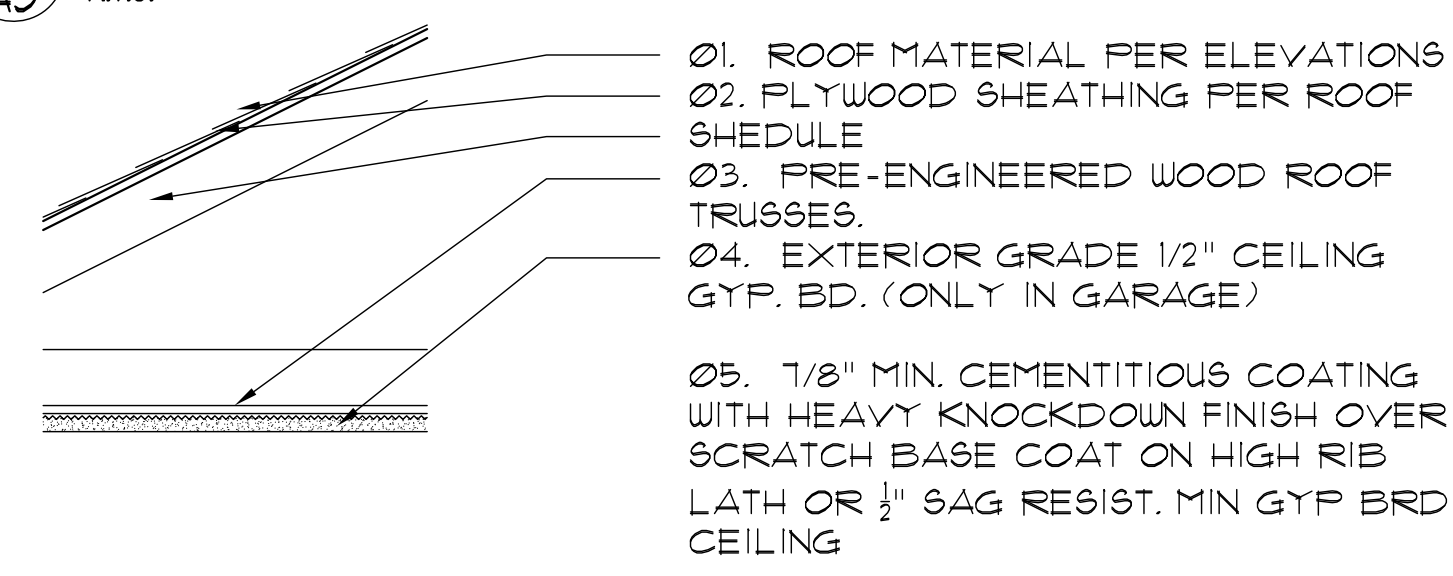 Ø1. ROOF MATERIAL PER ELEVATIONS
Ø2. PLYWOOD SHEATHING PER ROOF
SHEDULE
Ø3. PRE-ENGINEERED WOOD ROOF
TRUSSES.
Ø4. EXTERIOR GRADE 1/2" CEILING
GYP. BD. (ONLY IN GARAGE)
Ø5. 7/8" MIN. CEMENTITIOUS COATING
WITH HEAVY KNOCKDOWN FINISH OVER
SCRATCH BASE COAT ON HIGH RIB
LATH OR ½" SAG RESIST. MIN GYP BRD
CEILING